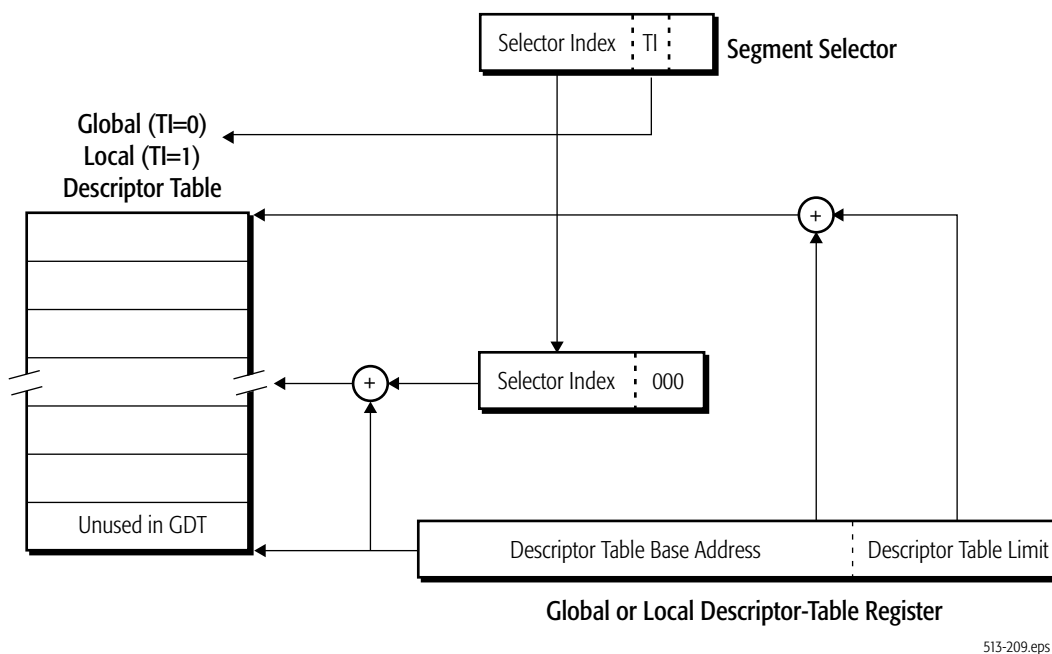 Selector Index TI
Segment Selector
Global (TI=0)
Local (TI=1)
Descriptor Table
+
Selector Index 000
+
Unused in GDT
Descriptor Table Base Address Descriptor Table Limit
Global or Local Descriptor-Table Register
513-209.eps